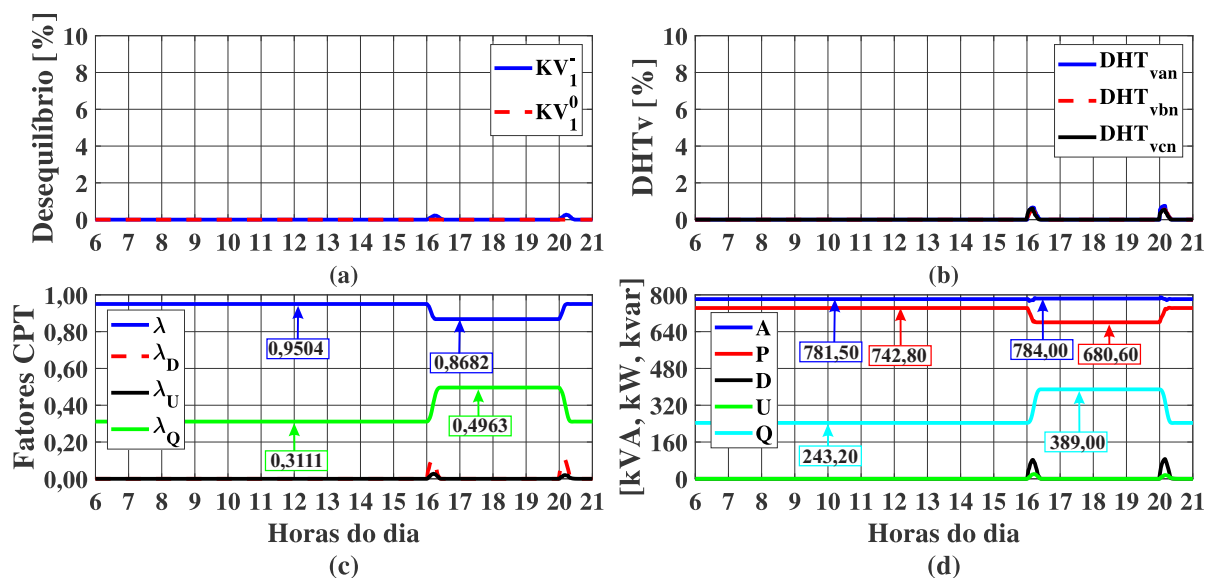 Desequilíbrio [%]
10
8
6
4
2
0
KV₁⁻
KV₁⁰
6 7 8 9 10 11 12 13 14 15 16 17 18 19 20 21
(a)
DHTv [%]
10
8
6
4
2
0
DHT_van
DHT_vbn
DHT_vcn
6 7 8 9 10 11 12 13 14 15 16 17 18 19 20 21
(b)
Fatores CPT
1,00
0,80
0,60
0,40
0,20
0,00
λ
λ_D
λ_U
λ_Q
0,9504
0,8682
0,4963
0,3111
6 7 8 9 10 11 12 13 14 15 16 17 18 19 20 21
Horas do dia
(c)
[kVA, kW, kvar]
800
640
480
320
160
0
A
P
D
U
Q
781,50
742,80
784,00
680,60
243,20
389,00
6 7 8 9 10 11 12 13 14 15 16 17 18 19 20 21
Horas do dia
(d)